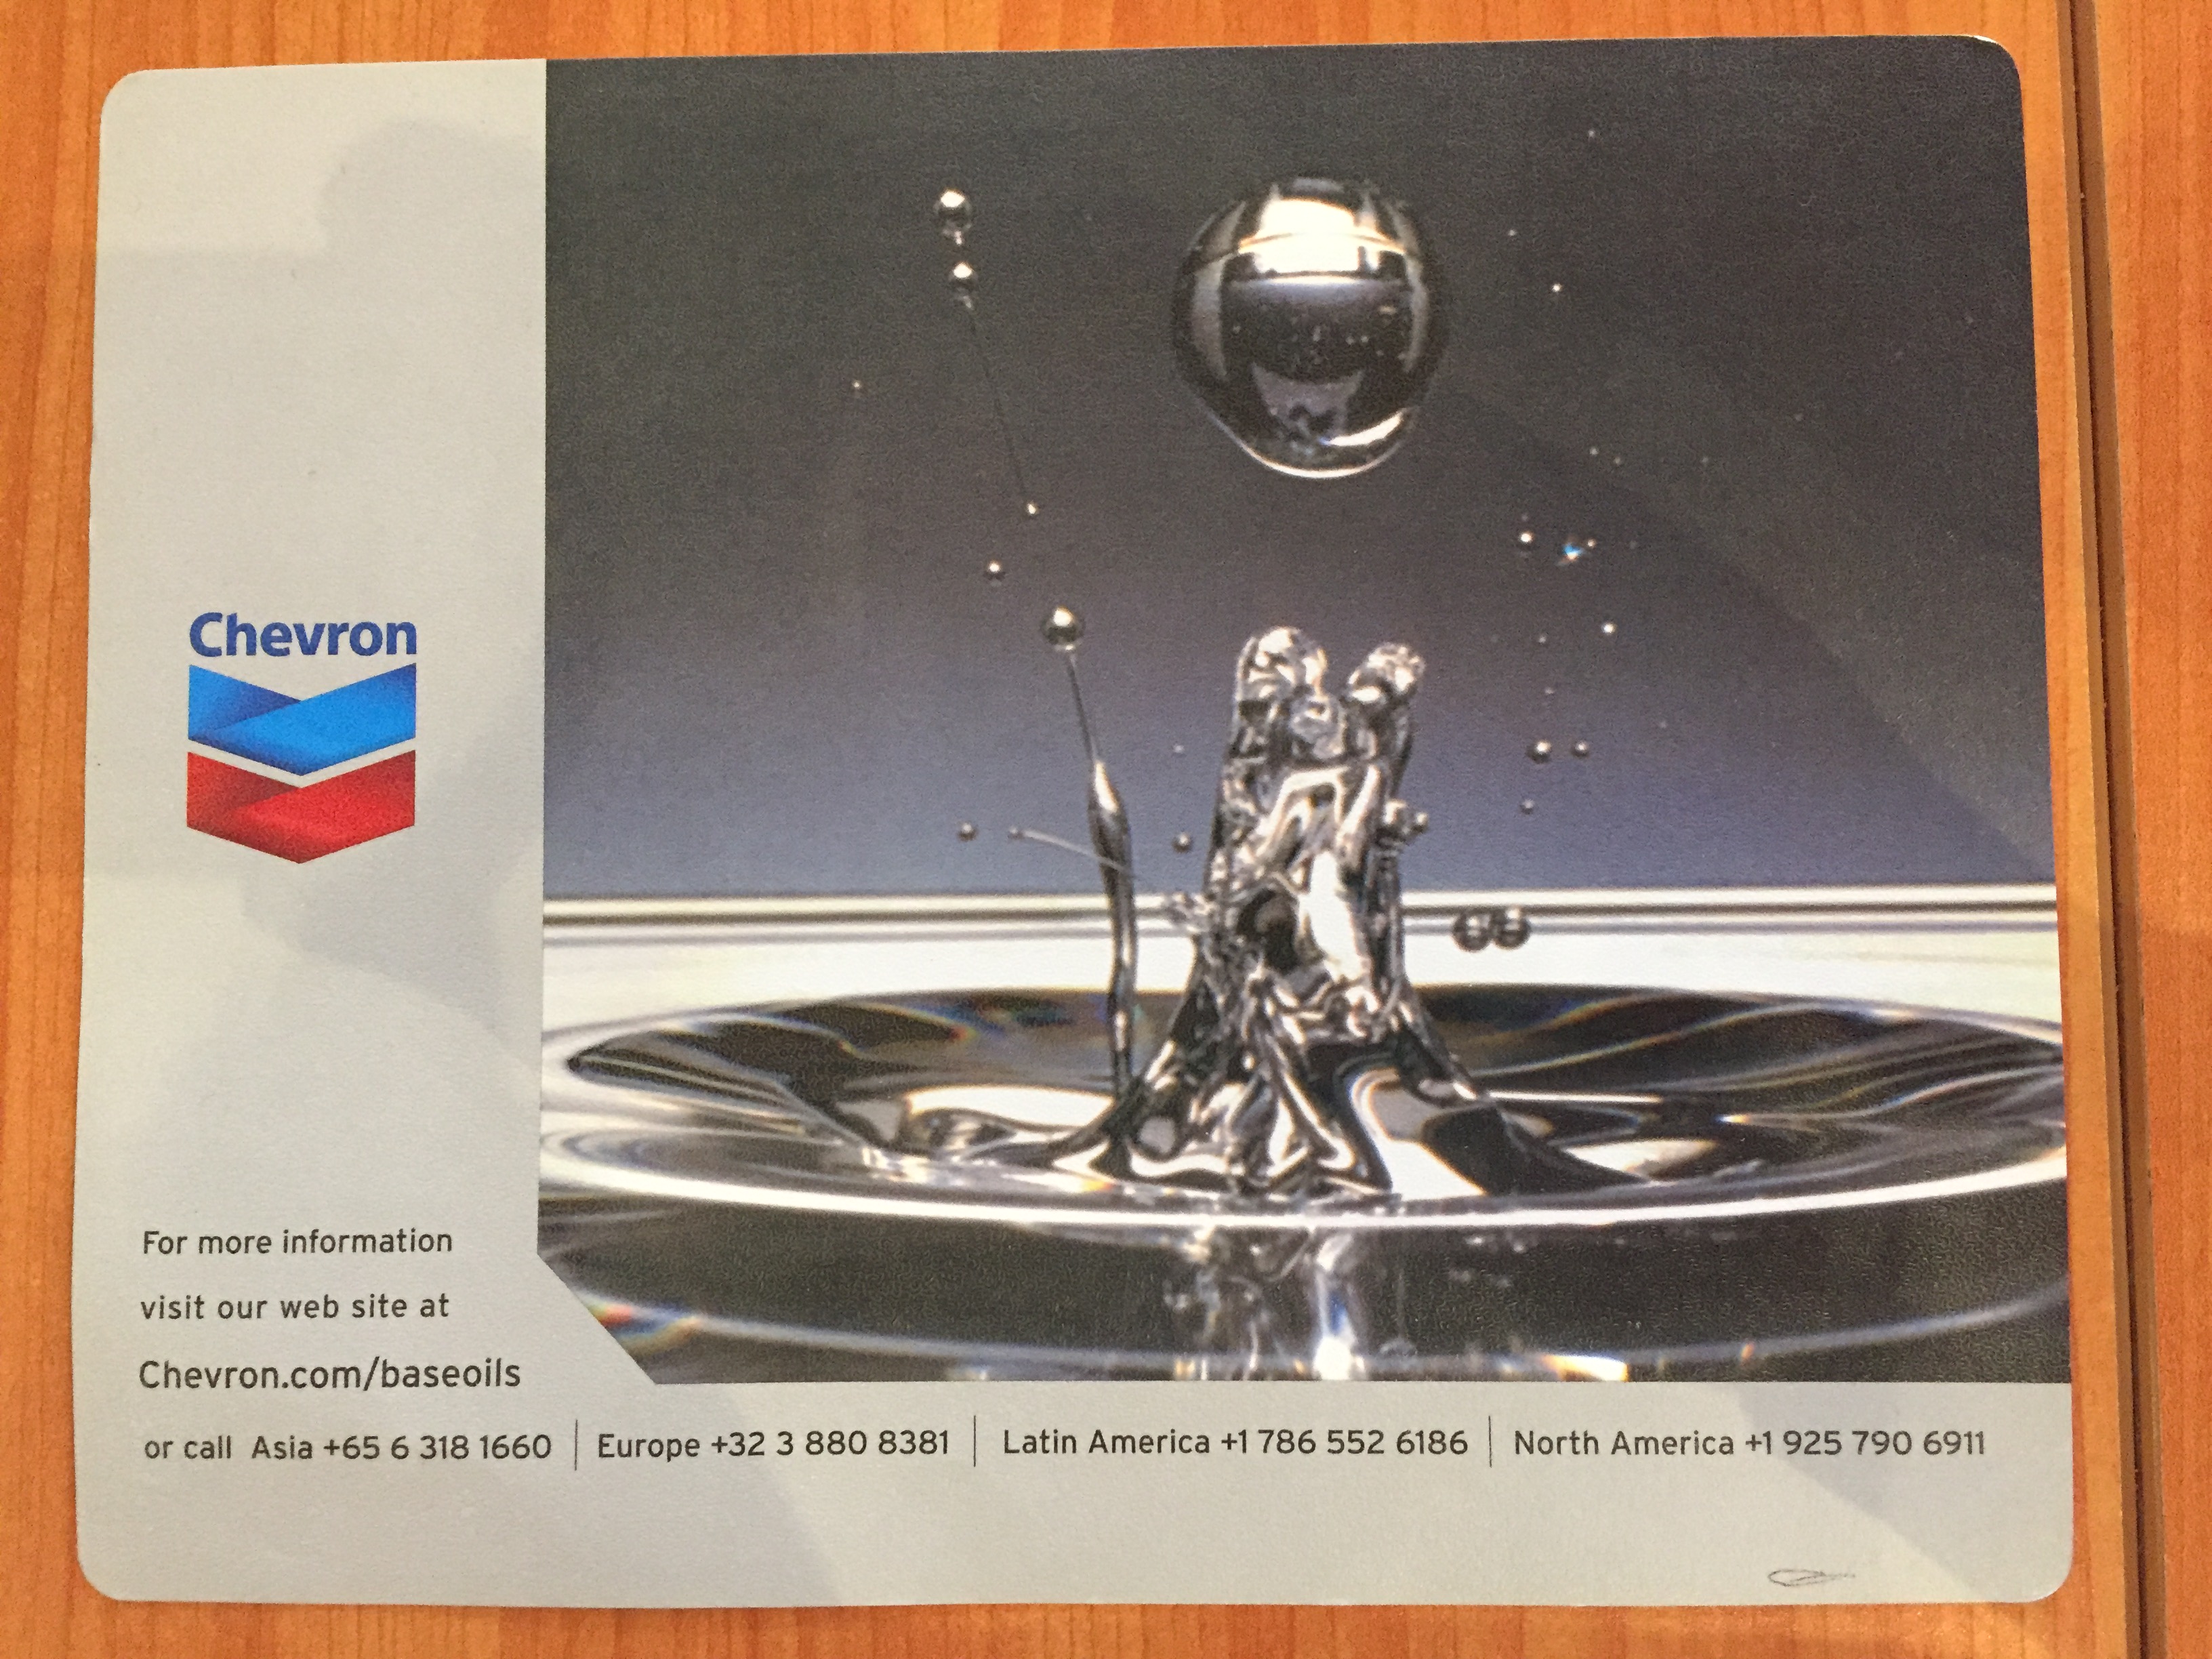 Chevron
For more information
visit our web site at
Chevron.com/baseoils
or call Asia +65 6 318 1660 | Europe +32 3 880 8381 | Latin America +1 786 552 6186 | North America +1 925 790 6911